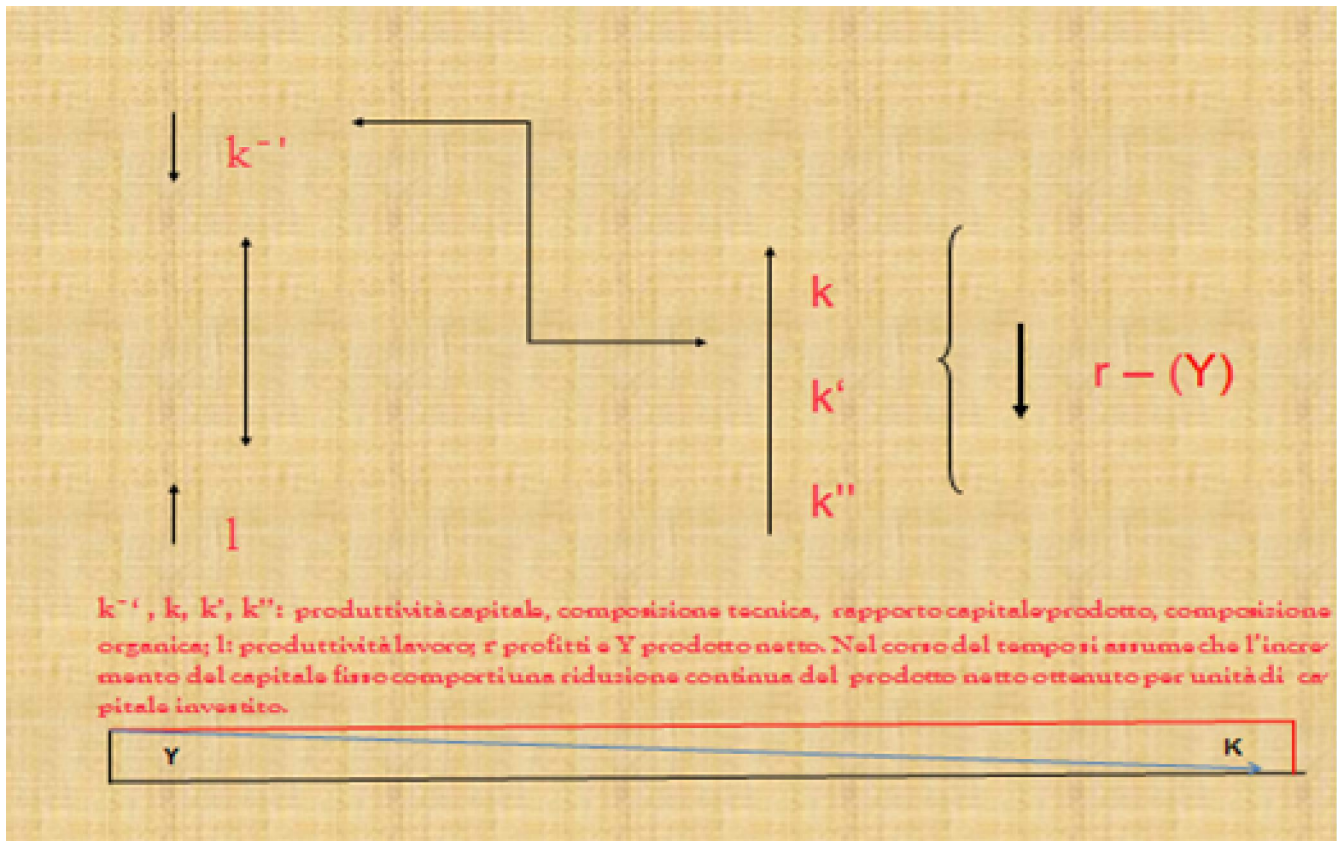 k⁻'
k
k‘
k"
r – (Y)
l
k⁻‘ , k, k’, k”: produttività capitale, composizione tecnica, rapporto capitale-prodotto, composizione
organica; l: produttività lavoro; r profitti e Y prodotto netto. Nel corso del tempo si assume che l'incre-
mento del capitale fisso comporti una riduzione continua del prodotto netto ottenuto per unità di ca-
pitale investito.
Y
K